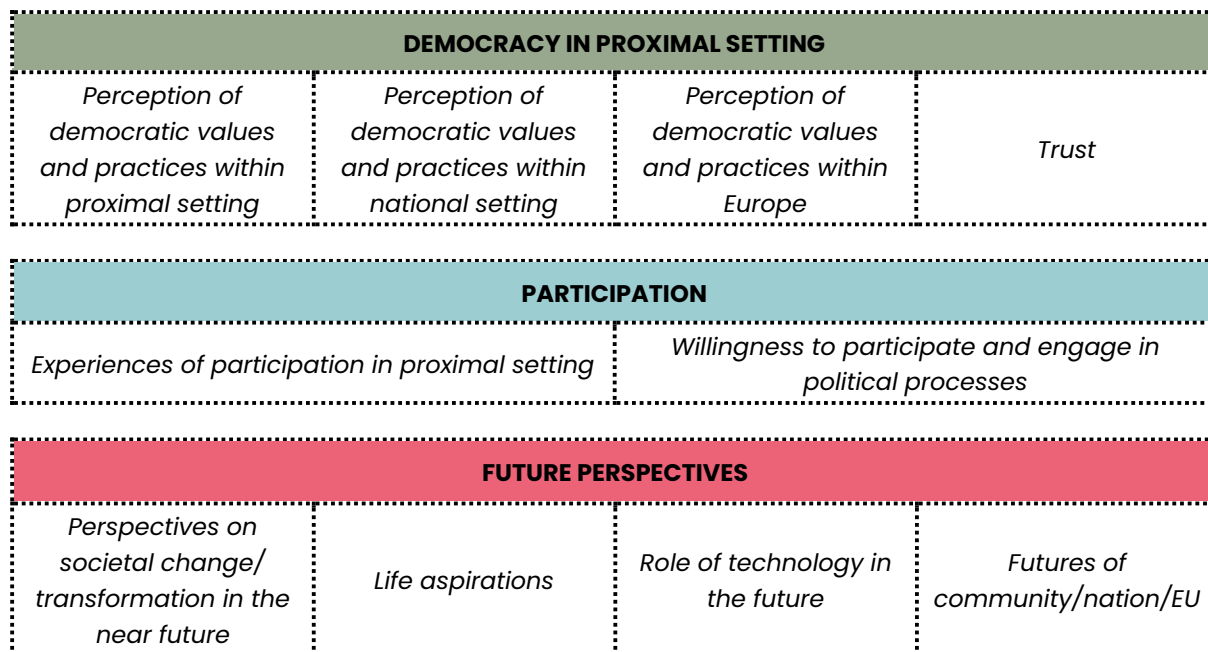 DEMOCRACY IN PROXIMAL SETTING
Perception of
democratic values
and practices within
proximal setting
Perception of
democratic values
and practices within
national setting
Perception of
democratic values
and practices within
Europe
Trust
PARTICIPATION
Experiences of participation in proximal setting
Willingness to participate and engage in
political processes
FUTURE PERSPECTIVES
Perspectives on
societal change/
transformation in the
near future
Life aspirations
Role of technology in
the future
Futures of
community/nation/EU